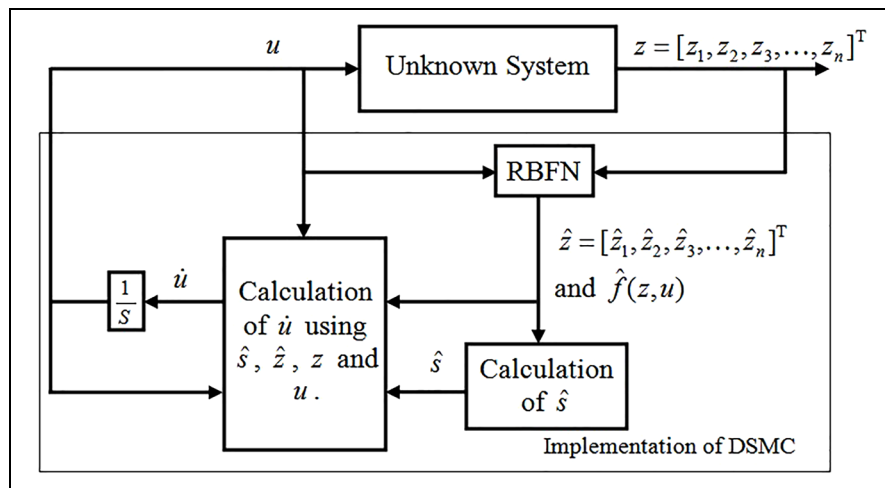 u
Unknown System
z = [z₁, z₂, z₃, ..., zₙ]ᵀ
RBFN
ẑ = [ẑ₁, ẑ₂, ẑ₃, ..., ẑₙ]ᵀ
and f̂(z,u)
u̇
1/S
Calculation
of u̇ using
ŝ , ẑ , z and
u .
ŝ
Calculation
of ŝ
Implementation of DSMC